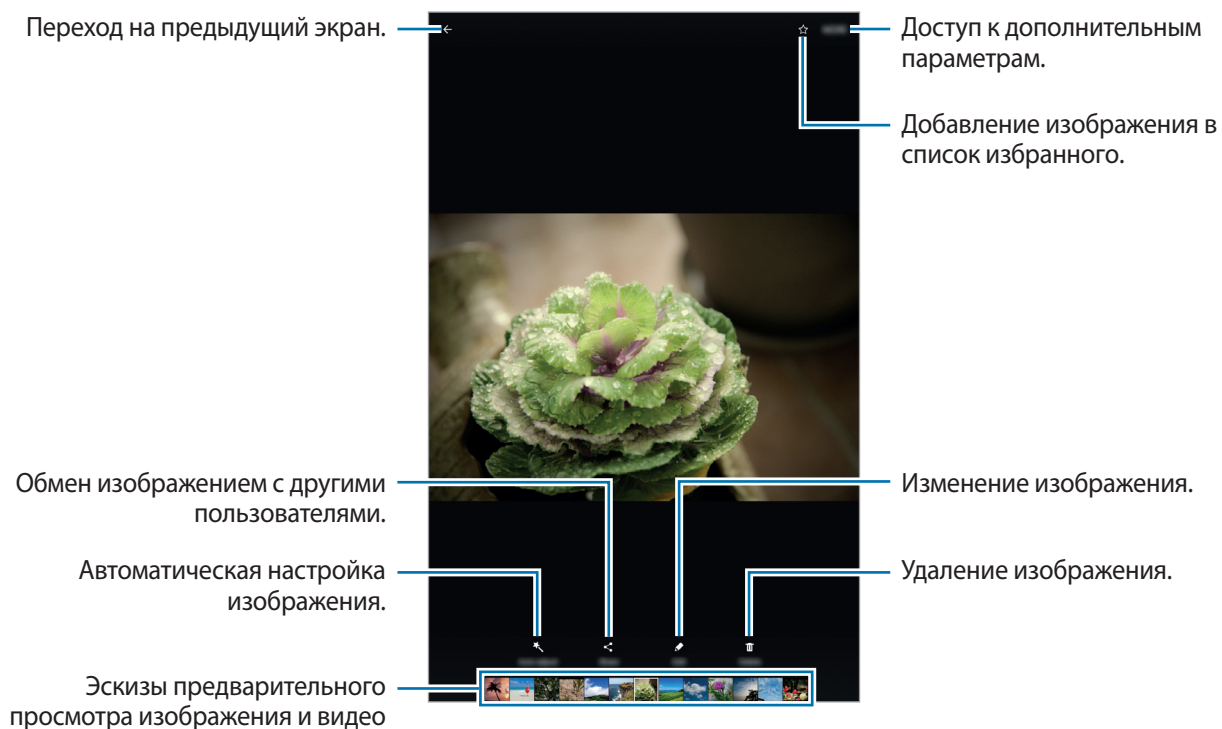 Переход на предыдущий экран.
Доступ к дополнительным
параметрам.
Добавление изображения в
список избранного.
Обмен изображением с другими
пользователями.
Изменение изображения.
Автоматическая настройка
изображения.
Удаление изображения.
Эскизы предварительного
просмотра изображения и видео